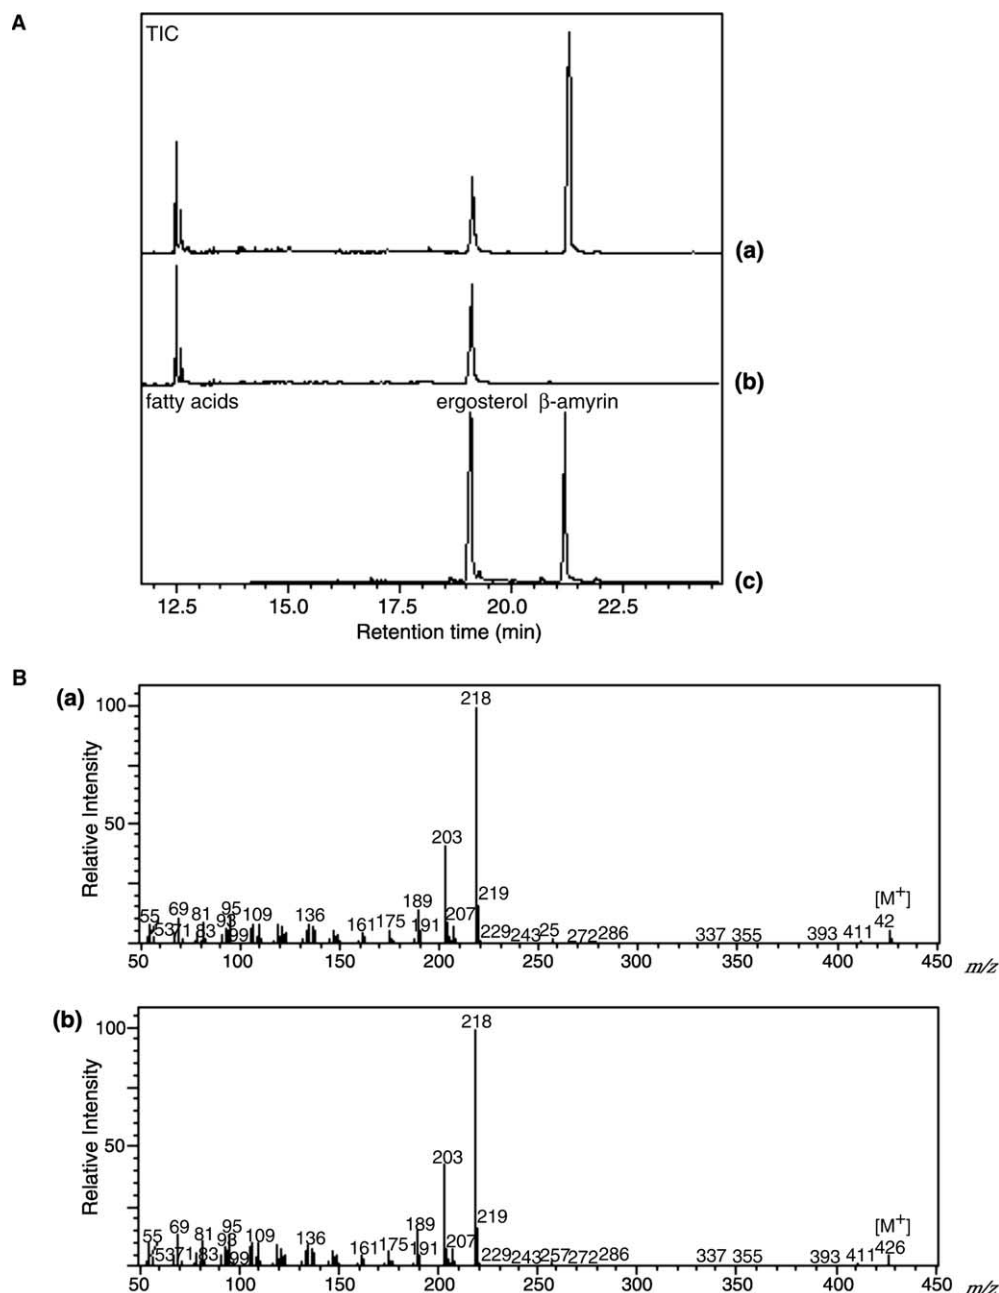 A
TIC
(a)
(b)
fatty acids ergosterol β-amyrin
(c)
12.5 15.0 17.5 20.0 22.5
Retention time (min)
B
(a)
100
50
Relative Intensity
218
203
219
[M⁺]
189
42
55 69 81 95 109 136 161 175 207
53 71 83 93 99 191 229 243 25 272 286 337 355 393 411
50 100 150 200 250 300 350 400 450 m/z
(b)
100
50
Relative Intensity
218
203
219
[M⁺]
189
426
55 69 81 95 109 136 161 175 207
53 71 83 93 99 191 229 243 257 272 286 337 355 393 411
50 100 150 200 250 300 350 400 450 m/z